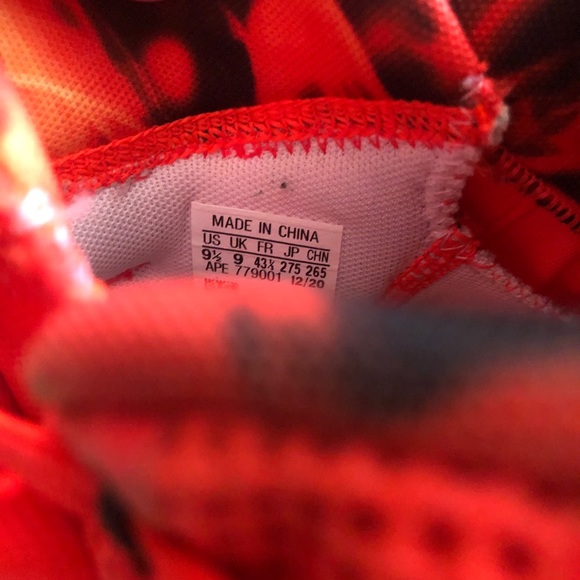 MADE IN CHINA
US UK FR JP CHN
9½ 9 43⅓ 275 265
APE 779001 12/20